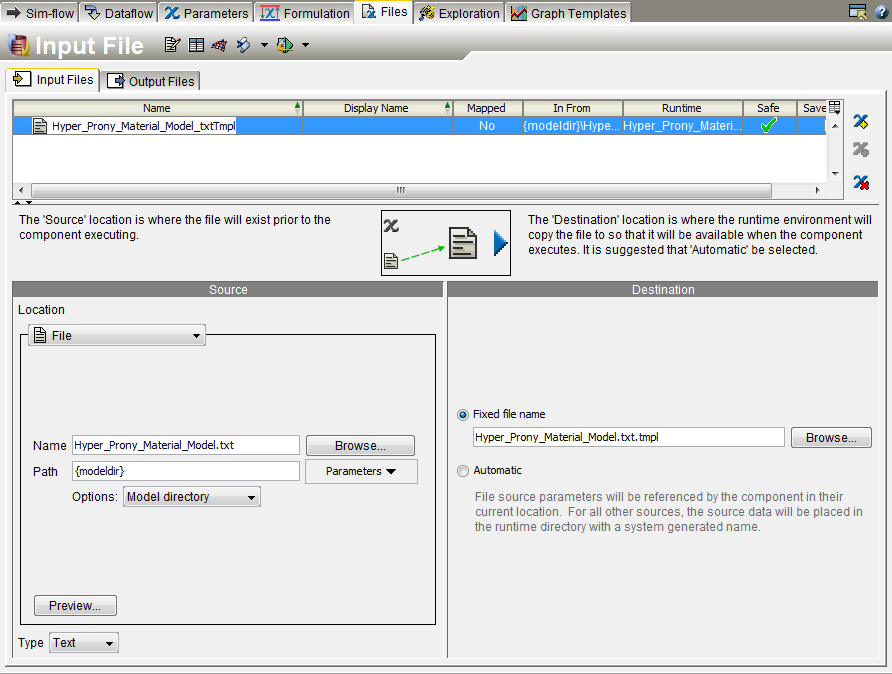 Sim-flow Dataflow Parameters Formulation Files Exploration Graph Templates
Input File
Input Files Output Files
Name Display Name Mapped In From Runtime Safe Save
Hyper_Prony_Material_Model_txtTmpl No {modeldir}\Hype... Hyper_Prony_Materi...
The 'Source' location is where the file will exist prior to the
component executing.
The 'Destination' location is where the runtime environment will
copy the file to so that it will be available when the component
executes. It is suggested that 'Automatic' be selected.
Source
Location
File
Name Hyper_Prony_Material_Model.txt Browse...
Path {modeldir} Parameters
Options: Model directory
Preview...
Type Text
Destination
Fixed file name
Hyper_Prony_Material_Model.txt.tmpl Browse...
Automatic
File source parameters will be referenced by the component in their
current location. For all other sources, the source data will be placed in
the runtime directory with a system generated name.